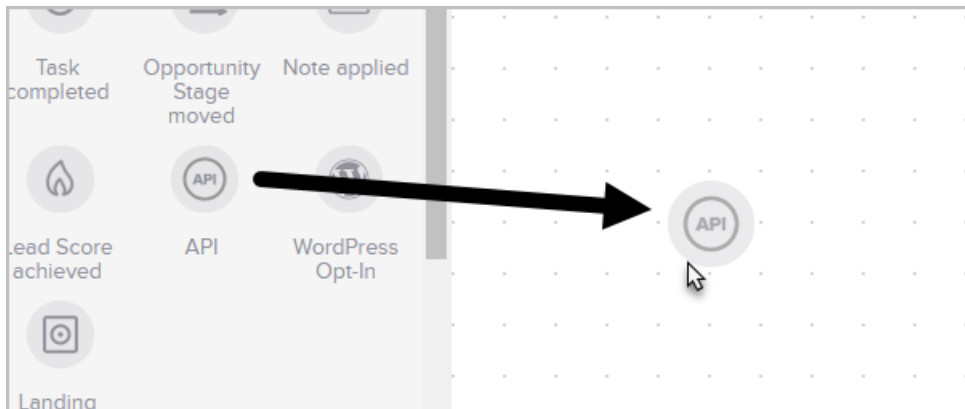 Task
completed
Opportunity
Stage
moved
Note applied
API
API
Lead Score
achieved
API
WordPress
Opt-In
Landing